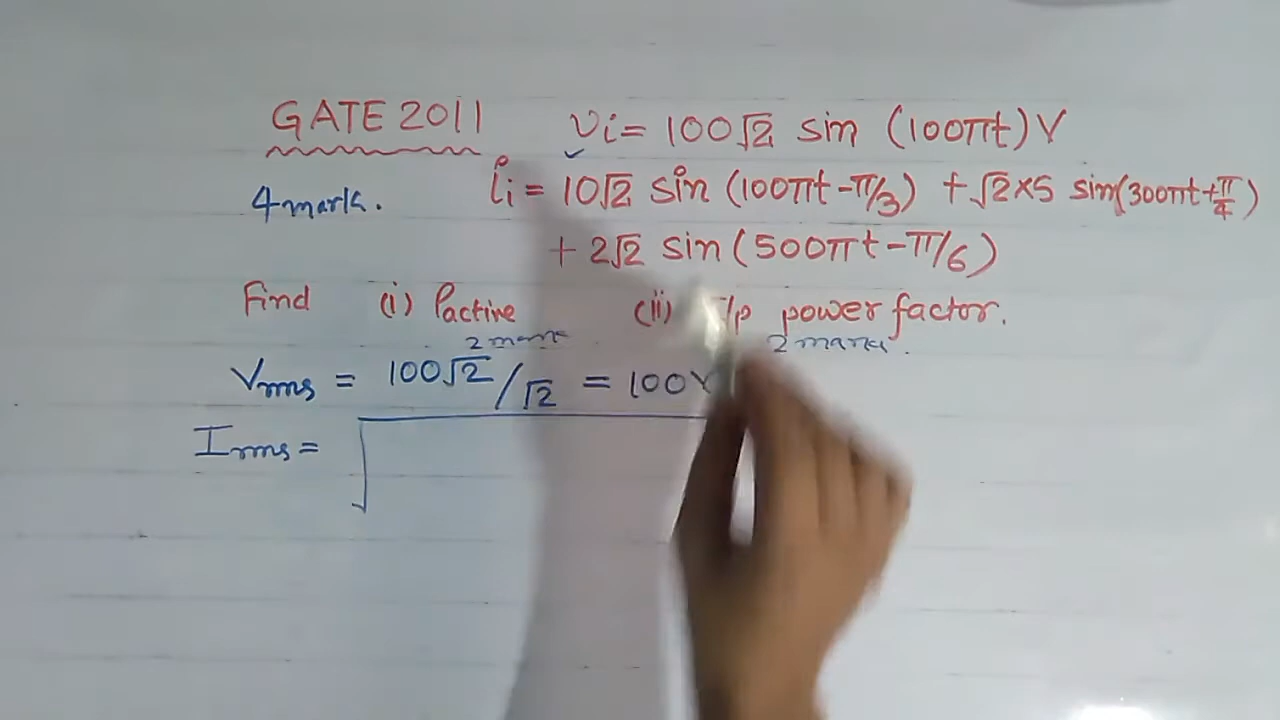 GATE 2011 vi = 100√2 sin (100πt) V
4 mark. ii = 10√2 sin (100πt - π/3) + √2×5 sin(300πt + π/4)
+ 2√2 sin (500πt - π/6)
Find (i) Pactive (ii) power factor.
2 mark 2 mark.
Vrms = 100√2 / √2 = 100V
Irms = √